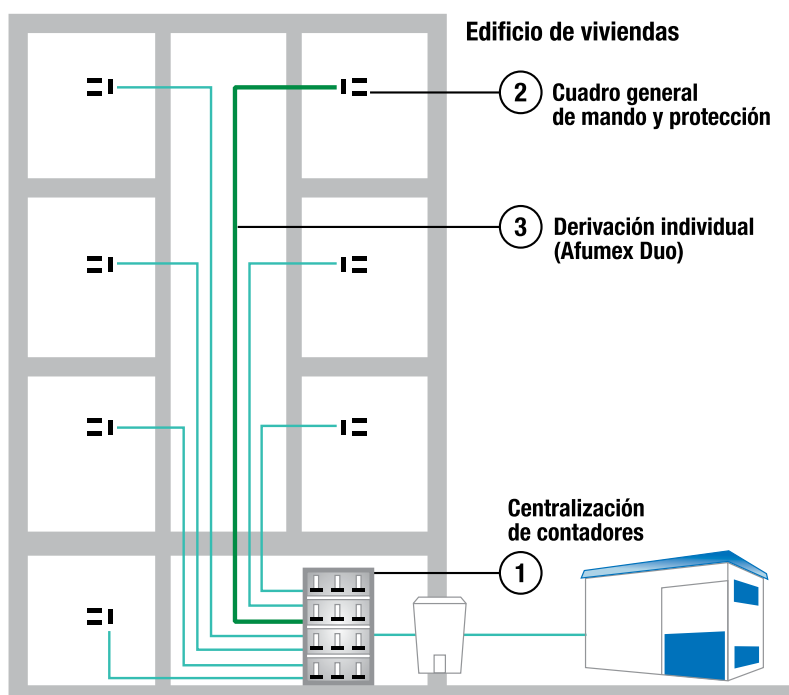 Edificio de viviendas
2
Cuadro general
de mando y protección
3
Derivación individual
(Afumex Duo)
Centralización
de contadores
1